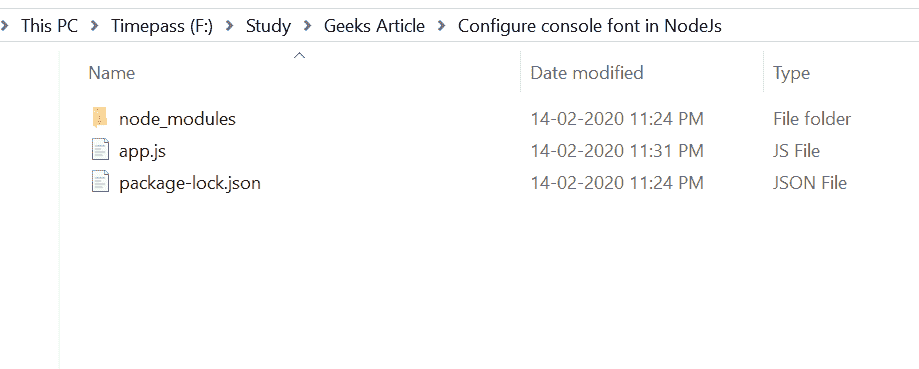 This PC > Timepass (F:) > Study > Geeks Article > Configure console font in NodeJs
Name Date modified Type
node_modules 14-02-2020 11:24 PM File folder
app.js 14-02-2020 11:31 PM JS File
package-lock.json 14-02-2020 11:24 PM JSON File